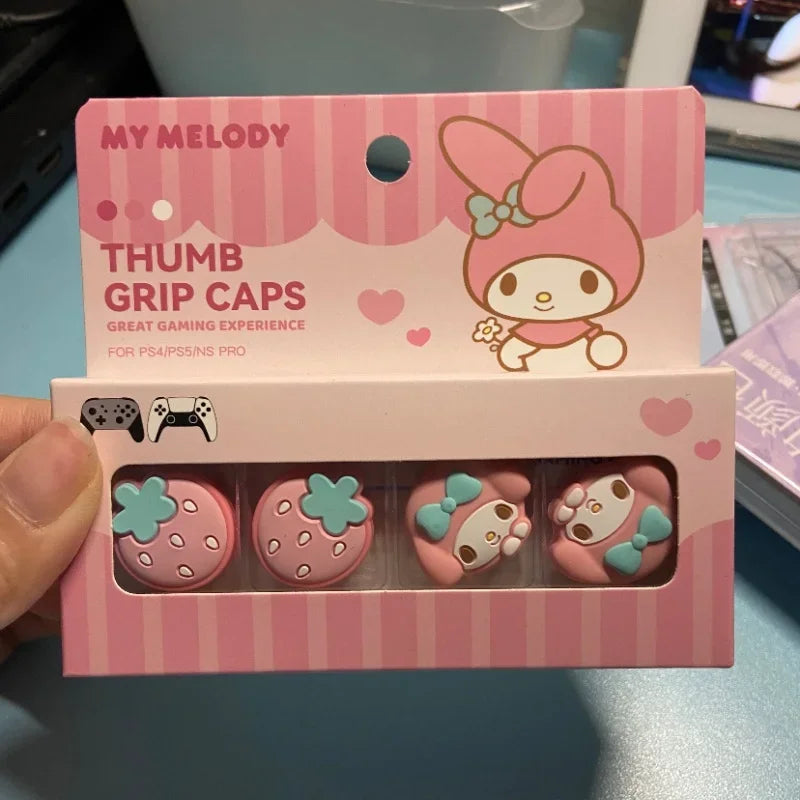 MY MELODY
THUMB
GRIP CAPS
GREAT GAMING EXPERIENCE
FOR PS4/PS5/NS PRO